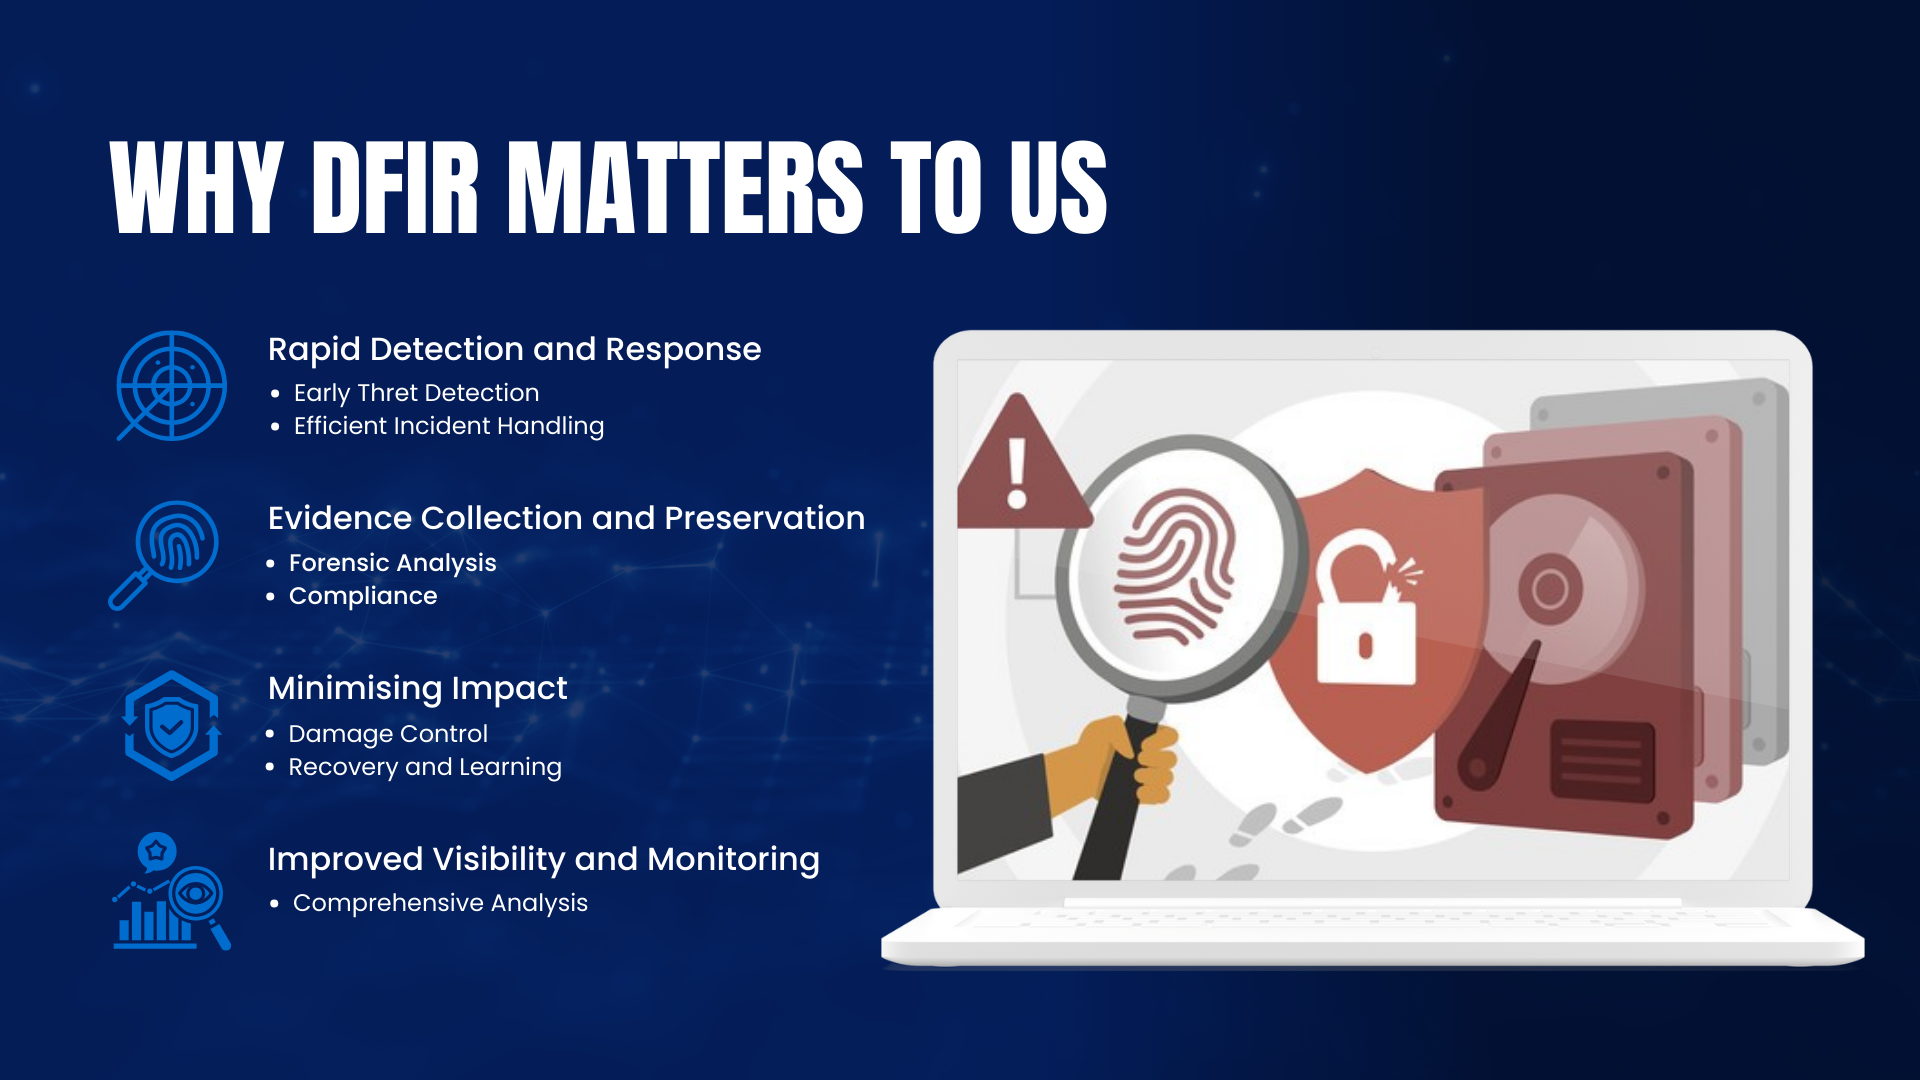 WHY DFIR MATTERS TO US
Rapid Detection and Response
• Early Thret Detection
• Efficient Incident Handling
Evidence Collection and Preservation
• Forensic Analysis
• Compliance
Minimising Impact
• Damage Control
• Recovery and Learning
Improved Visibility and Monitoring
• Comprehensive Analysis